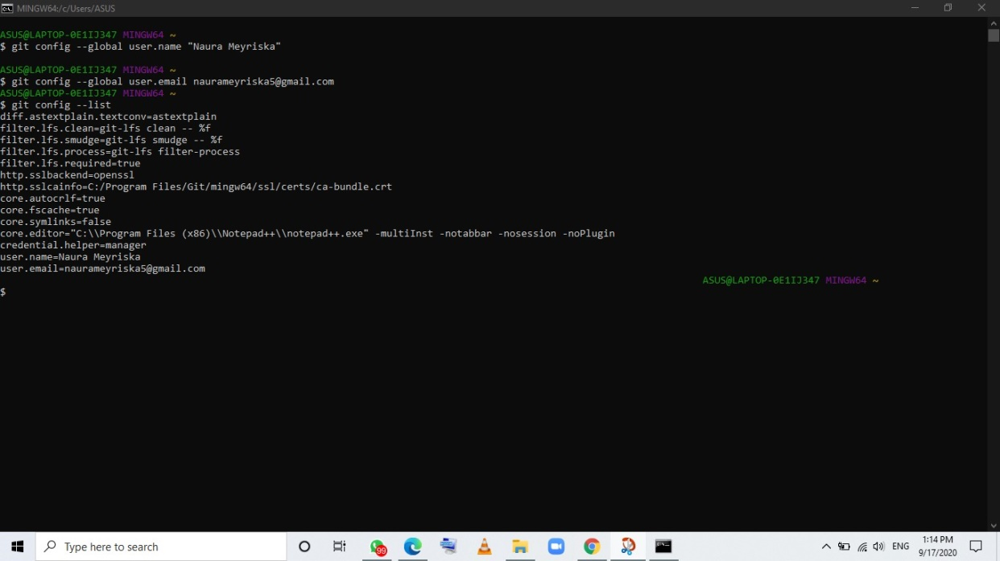 MINGW64:/c/Users/ASUS
ASUS@LAPTOP-0E1IJ347 MINGW64 ~
$ git config --global user.name "Naura Meyriska"
ASUS@LAPTOP-0E1IJ347 MINGW64 ~
$ git config --global user.email naurameyriska5@gmail.com
ASUS@LAPTOP-0E1IJ347 MINGW64 ~
$ git config --list
diff.astextplain.textconv=astextplain
filter.lfs.clean=git-lfs clean -- %f
filter.lfs.smudge=git-lfs smudge -- %f
filter.lfs.process=git-lfs filter-process
filter.lfs.required=true
http.sslbackend=openssl
http.sslcainfo=C:/Program Files/Git/mingw64/ssl/certs/ca-bundle.crt
core.autocrlf=true
core.fscache=true
core.symlinks=false
core.editor="C:\\Program Files (x86)\\Notepad++\\notepad++.exe" -multiInst -notabbar -nosession -noPlugin
credential.helper=manager
user.name=Naura Meyriska
user.email=naurameyriska5@gmail.com
ASUS@LAPTOP-0E1IJ347 MINGW64 ~
$
Type here to search
99
ENG
1:14 PM
9/17/2020